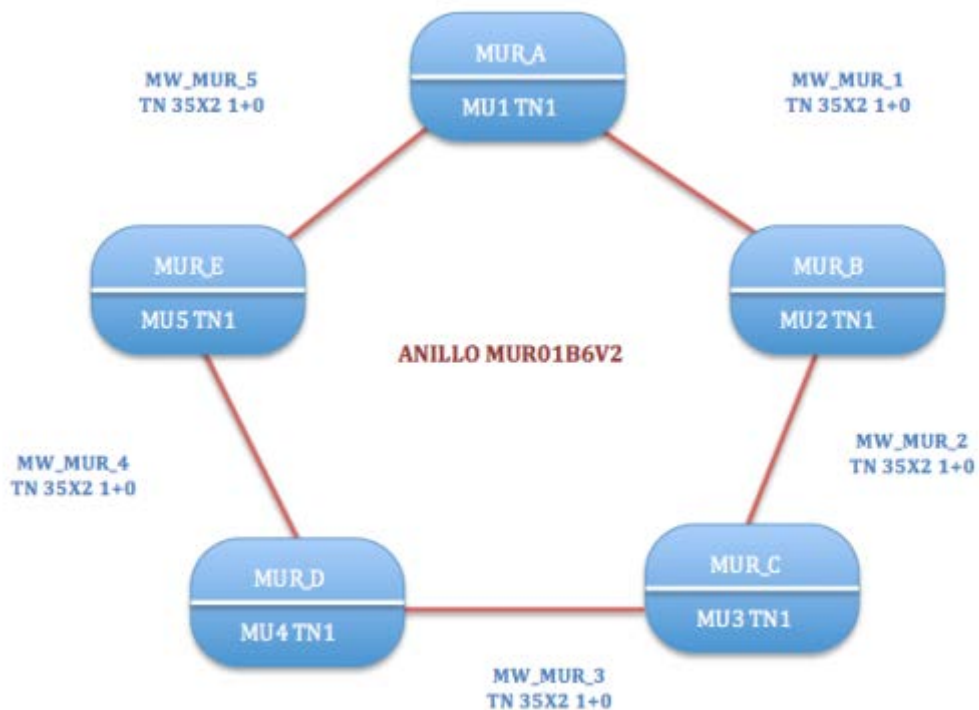 MUR_A
MU1 TN1
MW_MUR_5
TN 35X2 1+0
MW_MUR_1
TN 35X2 1+0
MUR_E
MU5 TN1
MUR_B
MU2 TN1
ANILLO MUR01B6V2
MW_MUR_4
TN 35X2 1+0
MW_MUR_2
TN 35X2 1+0
MUR_D
MU4 TN1
MUR_C
MU3 TN1
MW_MUR_3
TN 35X2 1+0